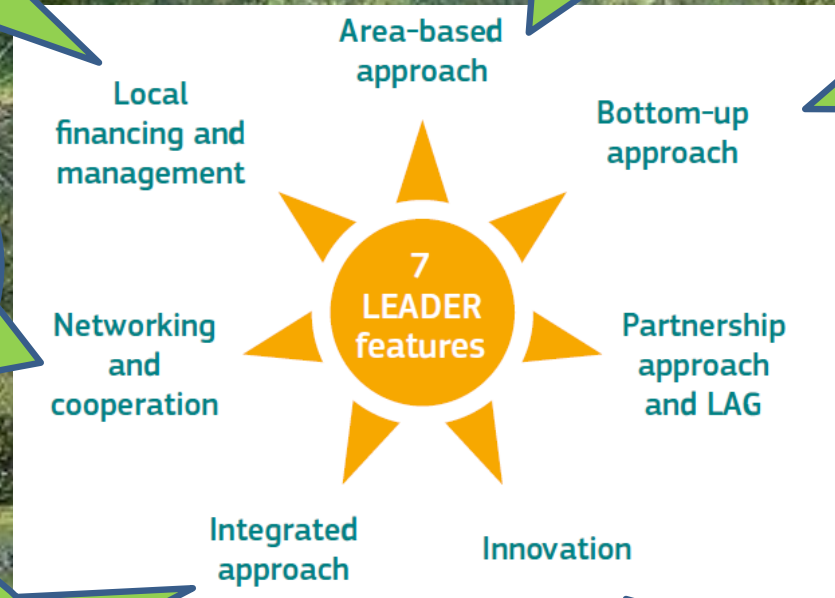 Area-based
approach
Bottom-up
approach
Partnership
approach
and LAG
Innovation
Integrated
approach
Networking
and
cooperation
Local
financing and
management
7
LEADER
features